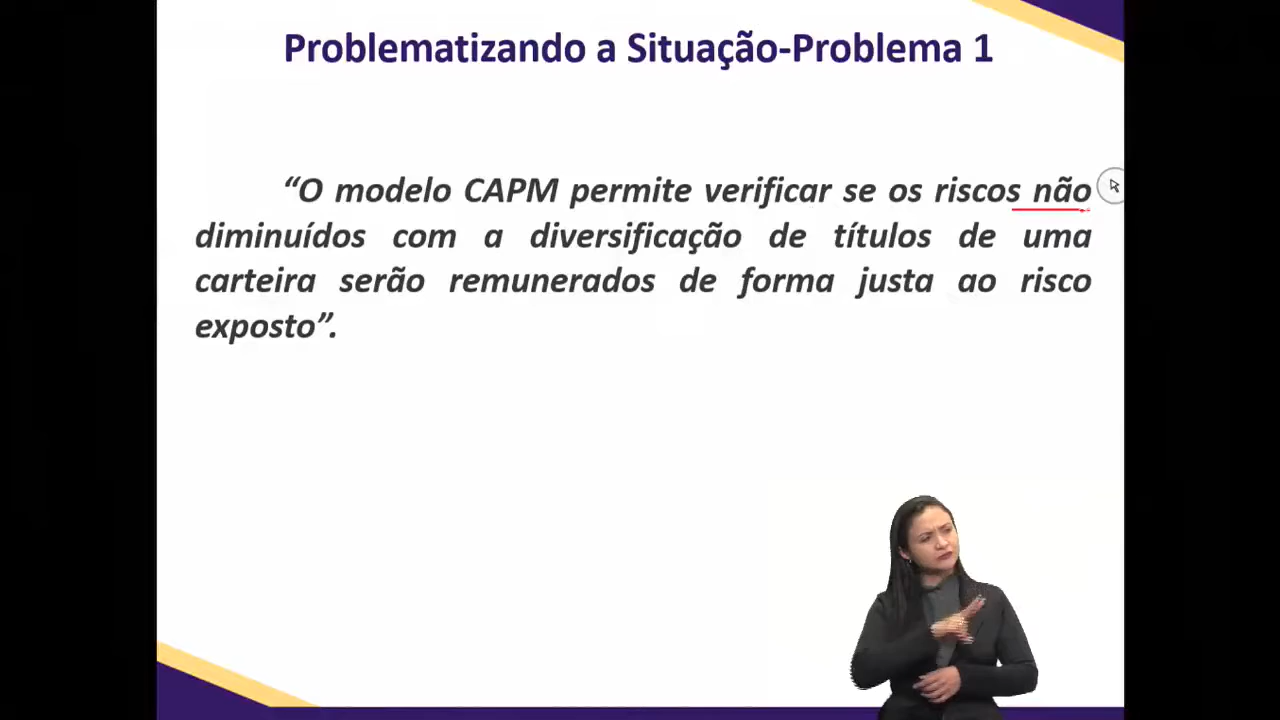 Problematizando a Situação-Problema 1
“O modelo CAPM permite verificar se os riscos não
diminuídos com a diversificação de títulos de uma
carteira serão remunerados de forma justa ao risco
exposto”.